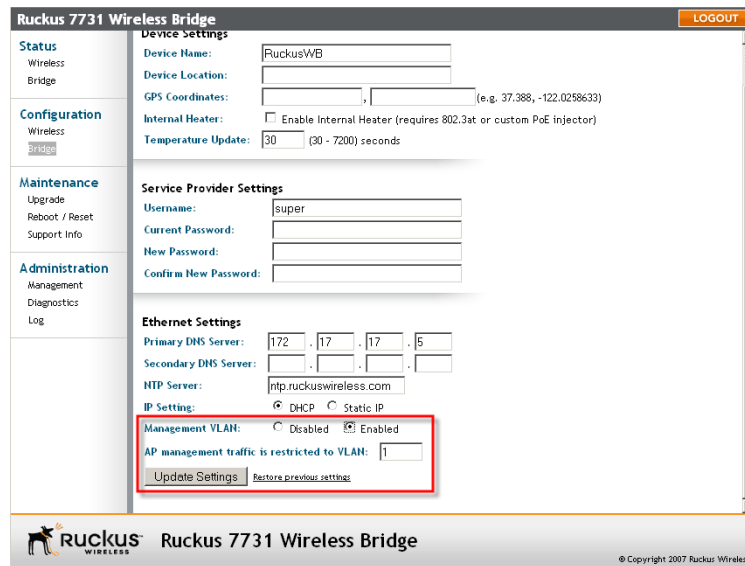 Ruckus 7731 Wireless Bridge
LOGOUT
Status
Wireless
Bridge
Configuration
Wireless
Bridge
Maintenance
Upgrade
Reboot / Reset
Support Info
Administration
Management
Diagnostics
Log
Device Settings
Device Name: RuckusWB
Device Location:
GPS Coordinates: , (e.g. 37.388, -122.0258633)
Internal Heater: Enable Internal Heater (requires 802.3at or custom PoE injector)
Temperature Update: 30 (30 - 7200) seconds
Service Provider Settings
Username: super
Current Password:
New Password:
Confirm New Password:
Ethernet Settings
Primary DNS Server: 172 . 17 . 17 . 5
Secondary DNS Server: . . .
NTP Server: ntp.ruckuswireless.com
IP Setting: DHCP Static IP
Management VLAN: Disabled Enabled
AP management traffic is restricted to VLAN: 1
Update Settings Restore previous settings
RUCKUS WIRELESS
Ruckus 7731 Wireless Bridge
© Copyright 2007 Ruckus Wireles